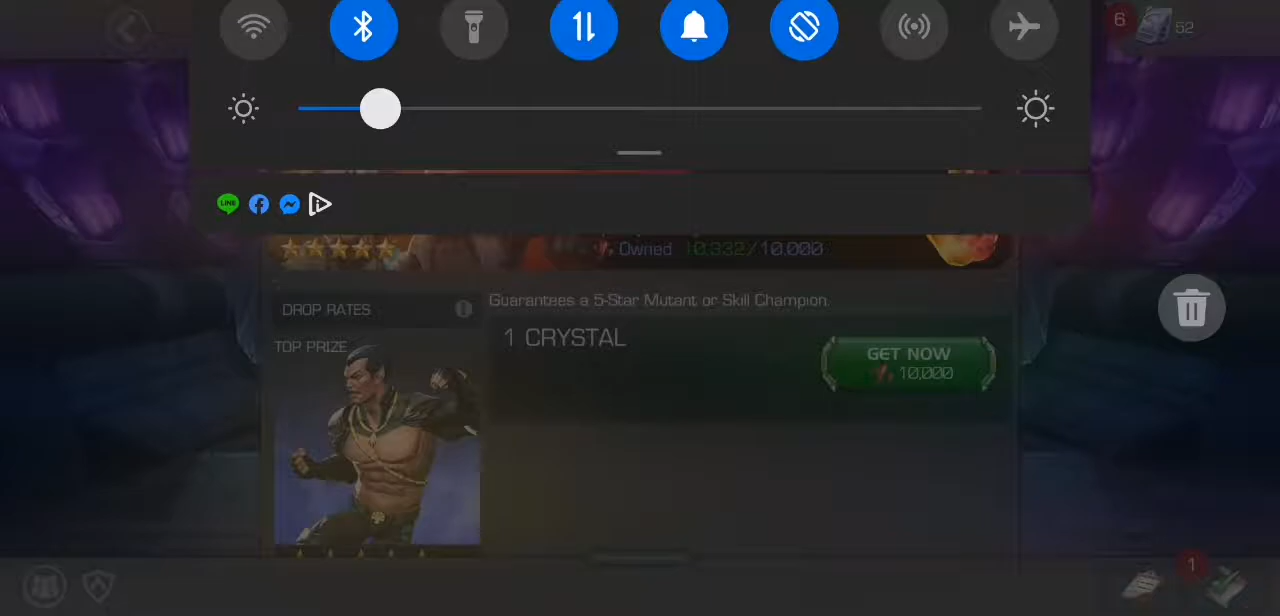 6
52
LINE
Owned 10,332/10,000
Guarantees a 5-Star Mutant or Skill Champion.
DROP RATES
1 CRYSTAL
TOP PRIZE
GET NOW
10,000
1